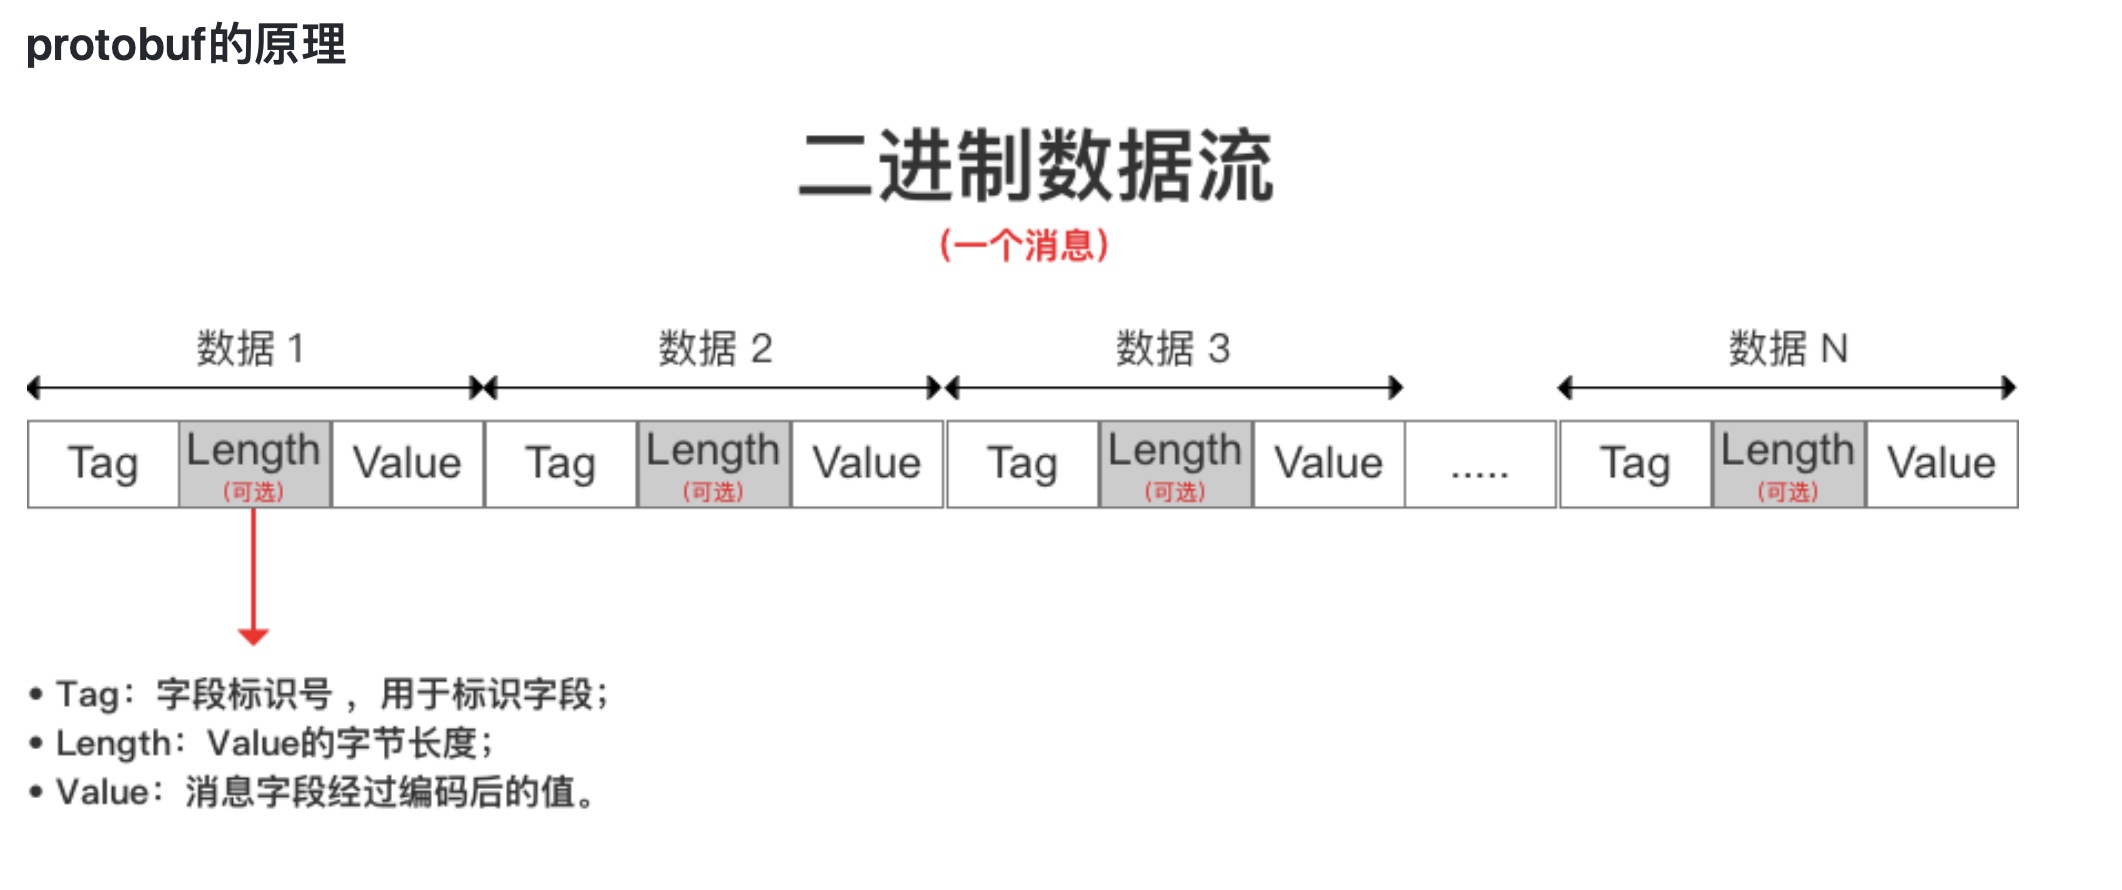 protobuf的原理
二进制数据流
(一个消息)
数据 1 数据 2 数据 3 数据 N
Tag Length Value Tag Length Value Tag Length Value ..... Tag Length Value
(可选) (可选) (可选) (可选)
• Tag：字段标识号 ，用于标识字段；
• Length：Value的字节长度；
• Value：消息字段经过编码后的值。